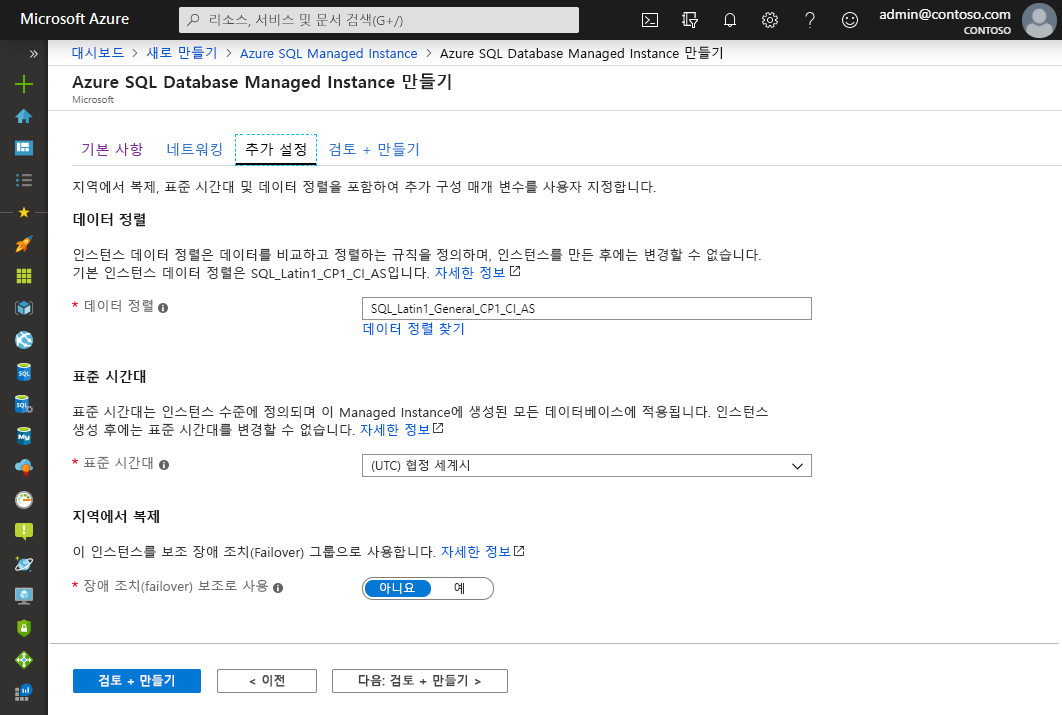 Microsoft Azure
리소스, 서비스 및 문서 검색(G+/)
admin@contoso.com
CONTOSO
대시보드 > 새로 만들기 > Azure SQL Managed Instance > Azure SQL Database Managed Instance 만들기
Azure SQL Database Managed Instance 만들기
Microsoft
기본 사항 네트워킹 추가 설정 검토 + 만들기
지역에서 복제, 표준 시간대 및 데이터 정렬을 포함하여 추가 구성 매개 변수를 사용자 지정합니다.
데이터 정렬
인스턴스 데이터 정렬은 데이터를 비교하고 정렬하는 규칙을 정의하며, 인스턴스를 만든 후에는 변경할 수 없습니다.
기본 인스턴스 데이터 정렬은 SQL_Latin1_CP1_CI_AS입니다. 자세한 정보
* 데이터 정렬
SQL_Latin1_General_CP1_CI_AS
데이터 정렬 찾기
표준 시간대
표준 시간대는 인스턴스 수준에 정의되며 이 Managed Instance에 생성된 모든 데이터베이스에 적용됩니다. 인스턴스
생성 후에는 표준 시간대를 변경할 수 없습니다. 자세한 정보
* 표준 시간대
(UTC) 협정 세계시
지역에서 복제
이 인스턴스를 보조 장애 조치(Failover) 그룹으로 사용합니다. 자세한 정보
* 장애 조치(failover) 보조로 사용
아니요 예
검토 + 만들기
< 이전
다음: 검토 + 만들기 >